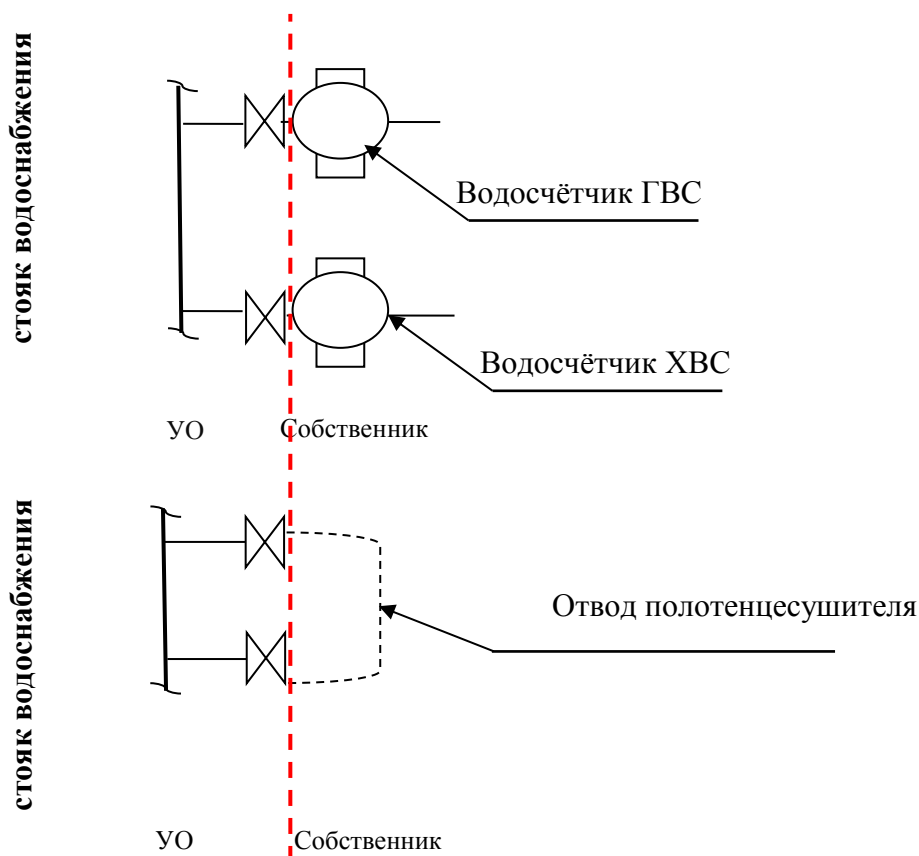 стояк водоснабжения
Водосчётчик ГВС
Водосчётчик ХВС
УО
Собственник
стояк водоснабжения
Отвод полотенцесушителя
УО
Собственник